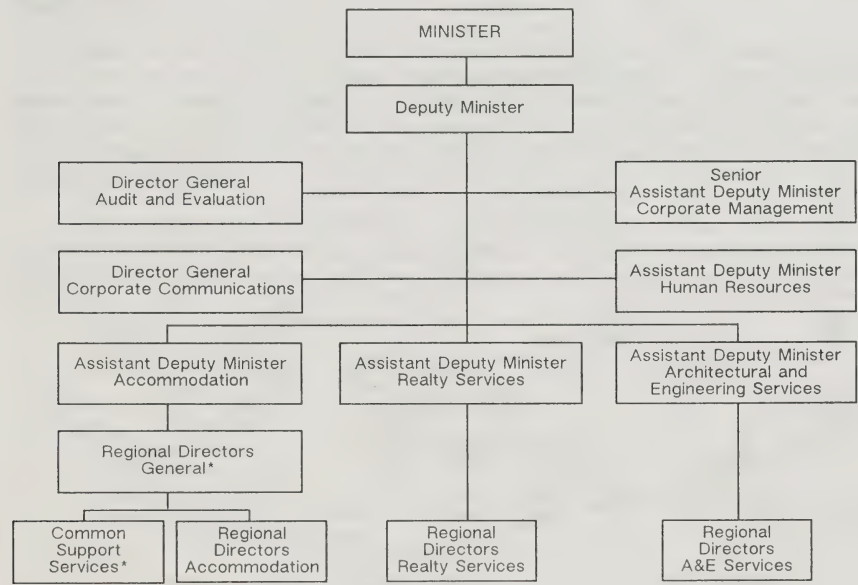 MINISTER
Deputy Minister
Director General
Audit and Evaluation
Senior
Assistant Deputy Minister
Corporate Management
Director General
Corporate Communications
Assistant Deputy Minister
Human Resources
Assistant Deputy Minister
Accommodation
Assistant Deputy Minister
Realty Services
Assistant Deputy Minister
Architectural and
Engineering Services
Regional Directors
General*
Common
Support
Services*
Regional
Directors
Accommodation
Regional
Directors
Realty Services
Regional
Directors
A&E Services